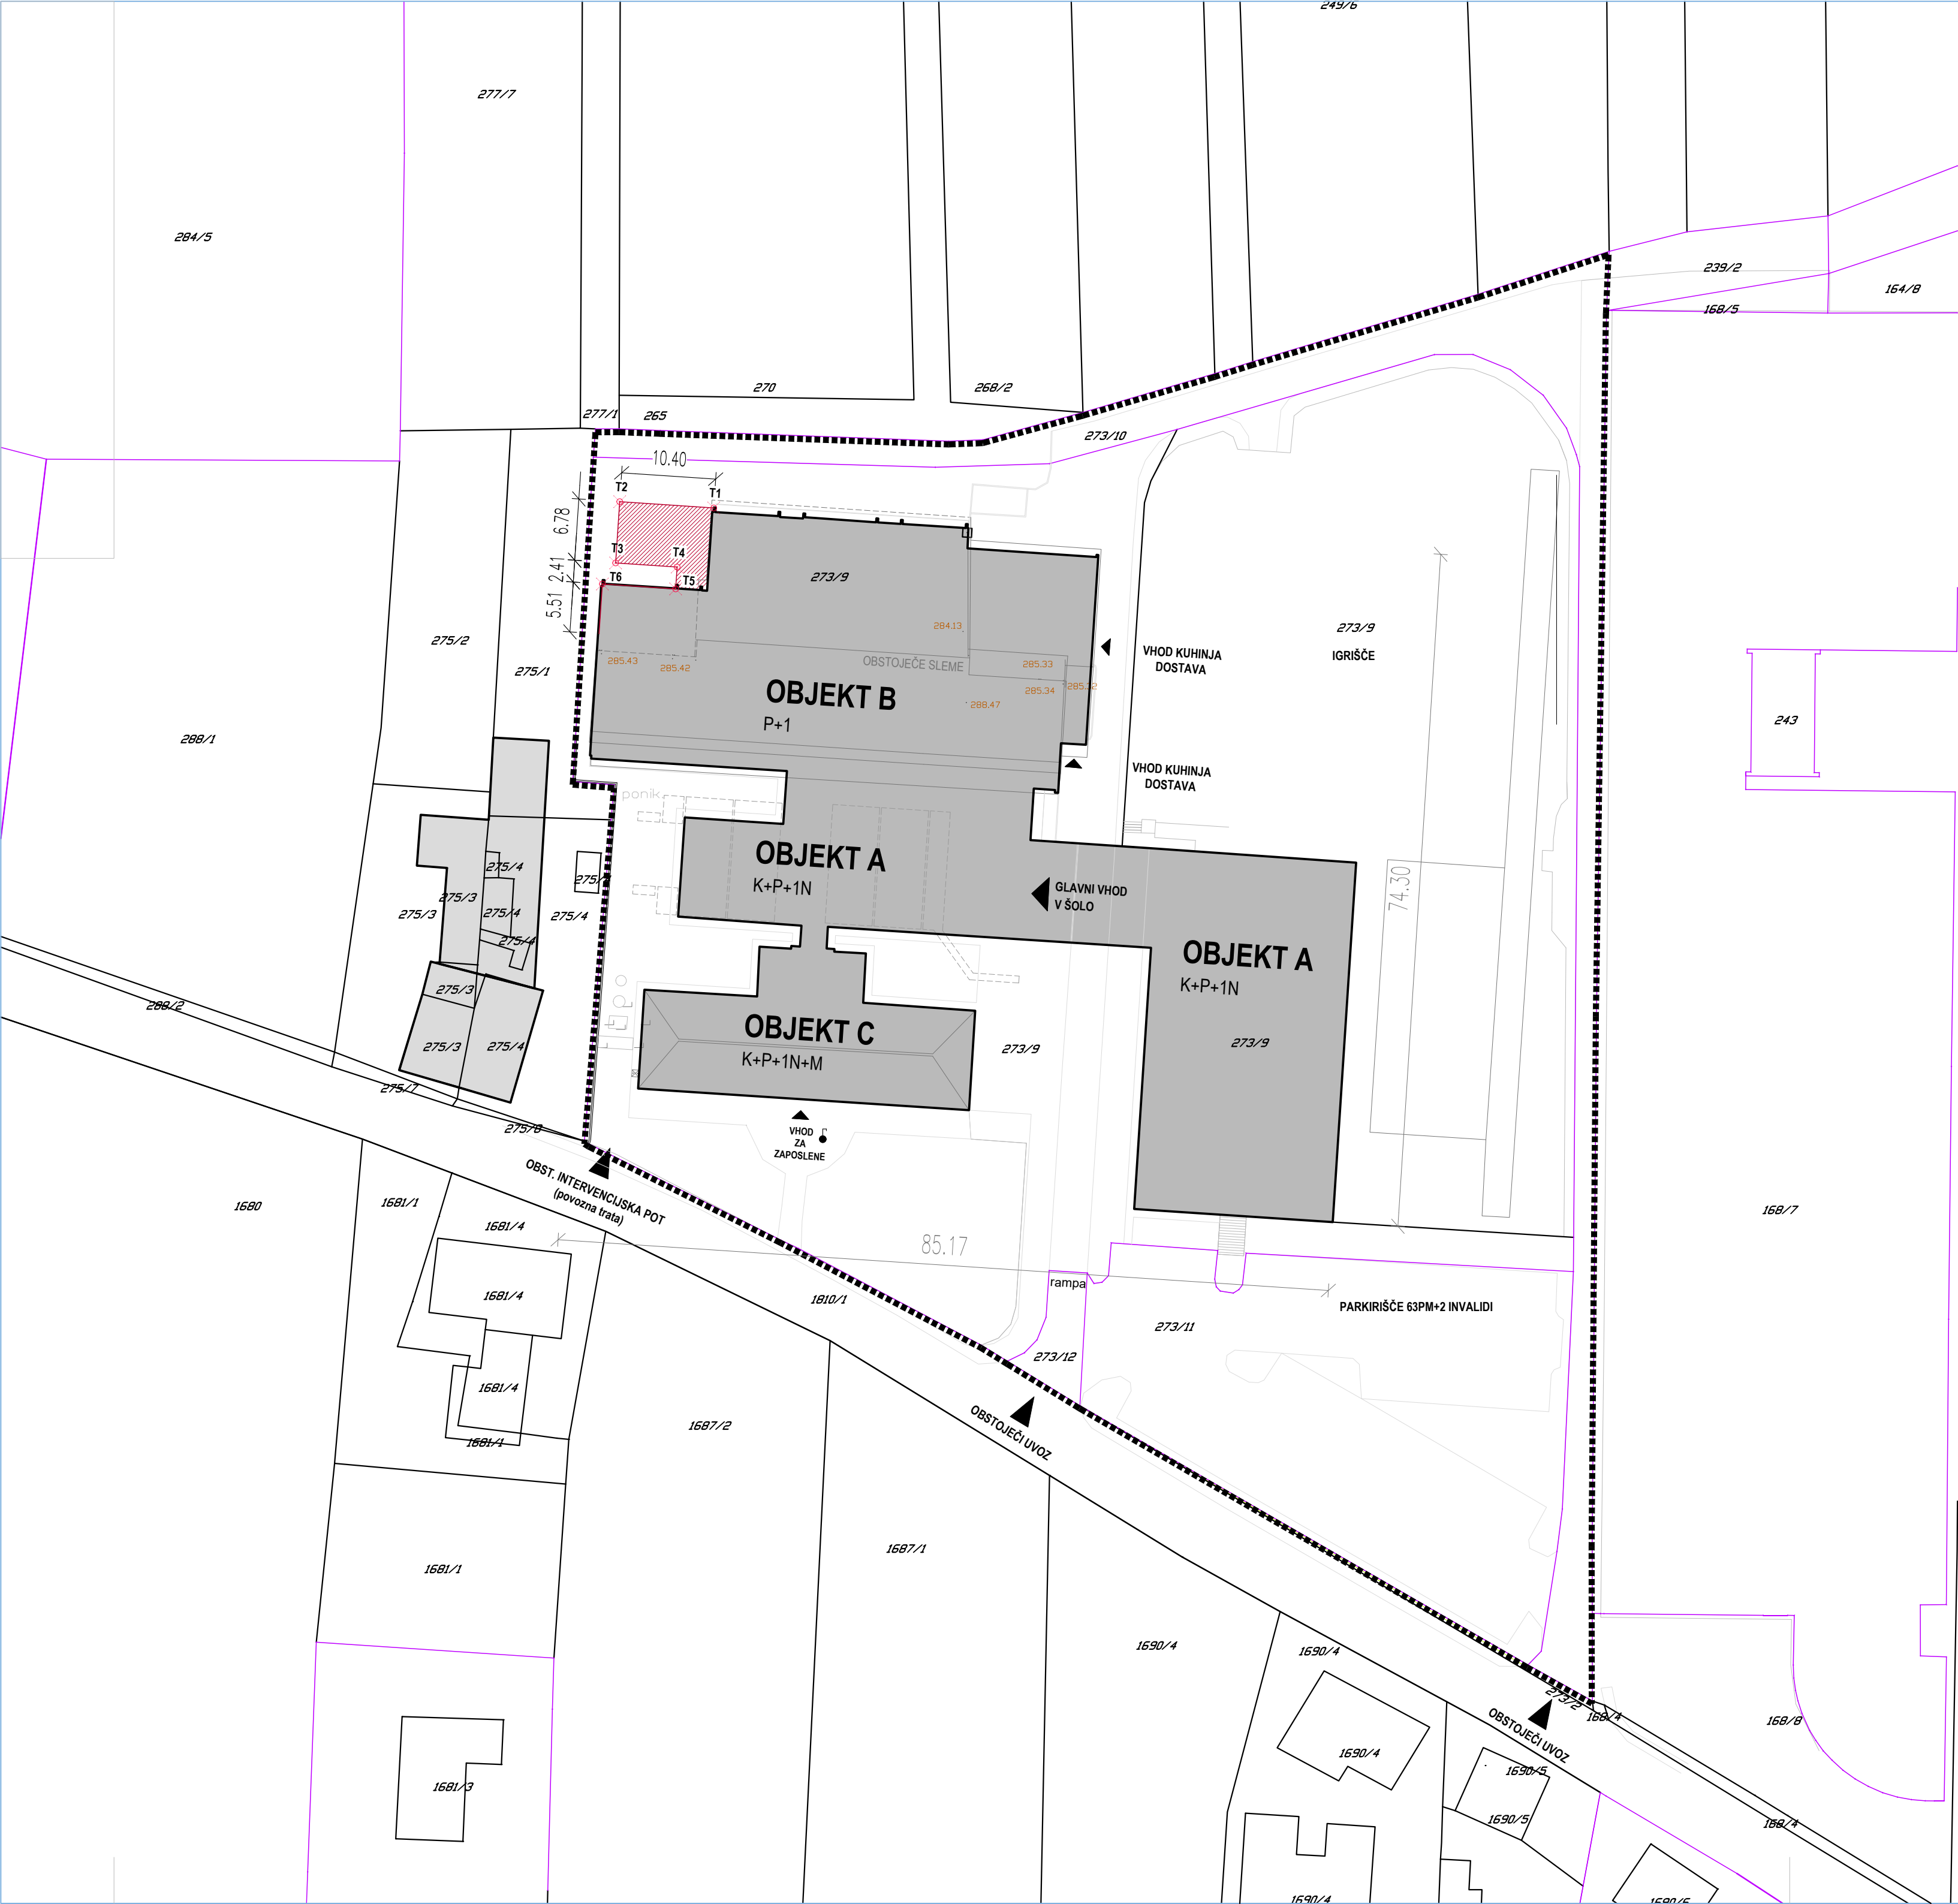 249/6
277/7
284/5
239/2
164/8
168/5
270
268/2
277/1
265
273/10
10.40
T2
T1
6.78
T3
T4
2.41
T6
T5
5.51
273/9
275/2
275/1
284.13
285.43
285.42
OBSTOJEČE SLEME
285.33
285.34
288.47
VHOD KUHINJA
DOSTAVA
273/9
IGRIŠČE
OBJEKT B
P+1
288/1
243
VHOD KUHINJA
DOSTAVA
ponik
OBJEKT A
K+P+1N
GLAVNI VHOD
V ŠOLO
74.30
275/4
275/3
275/4
275/3
275/4
275/4
OBJEKT A
K+P+1N
275/3
288/2
OBJEKT C
K+P+1N+M
273/9
273/9
275/3
275/4
275/7
275/8
VHOD
ZA
ZAPOSLENE
OBST. INTERVENCIJSKA POT
(povozna trata)
1680
1681/1
1681/4
168/7
85.17
rampa
1681/4
1810/1
PARKIRIŠČE 63PM+2 INVALIDI
273/11
273/12
1681/4
OBSTOJEČI UVOZ
1687/2
1681/1
1687/1
1681/1
1690/4
1690/4
273/2
168/4
OBSTOJEČI UVOZ
168/8
1690/4
1690/5
1681/3
1690/5
168/4
1690/4